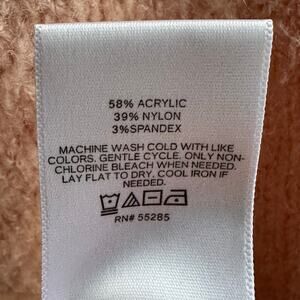 58% ACRYLIC
39% NYLON
3%SPANDEX
MACHINE WASH COLD WITH LIKE
COLORS. GENTLE CYCLE. ONLY NON-
CHLORINE BLEACH WHEN NEEDED.
LAY FLAT TO DRY. COOL IRON IF
NEEDED.
RN# 55285